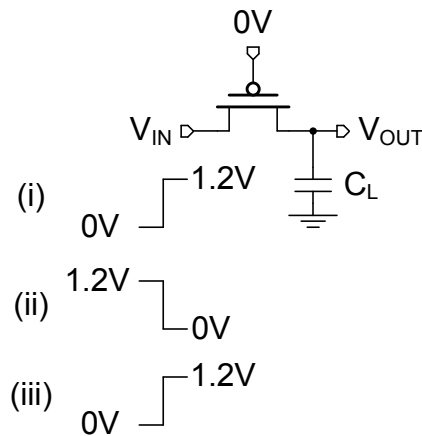 0V
V_IN V_OUT
C_L
(i) 0V 1.2V
(ii) 1.2V 0V
(iii) 0V 1.2V